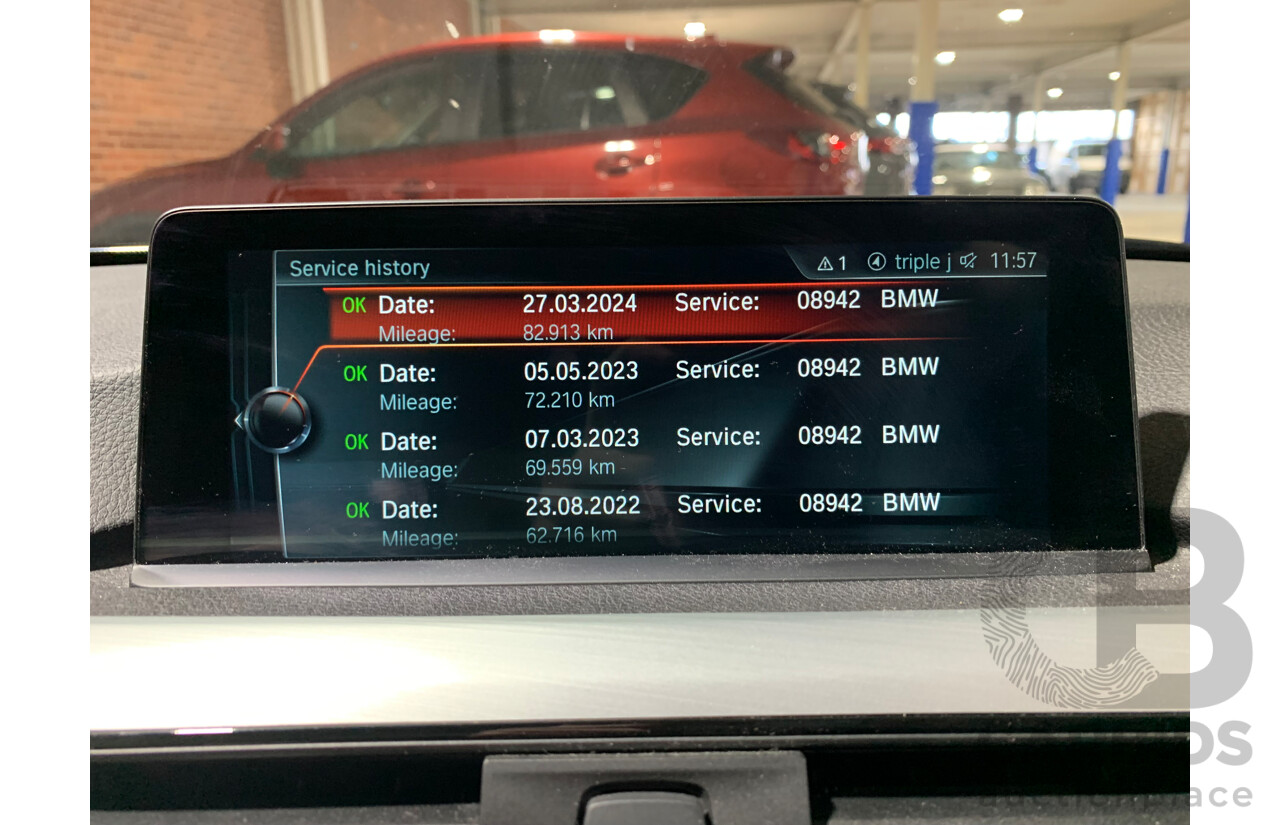 Service history
1 triple j 11:57
OK Date: 27.03.2024 Service: 08942 BMW
Mileage: 82.913 km
OK Date: 05.05.2023 Service: 08942 BMW
Mileage: 72.210 km
OK Date: 07.03.2023 Service: 08942 BMW
Mileage: 69.559 km
OK Date: 23.08.2022 Service: 08942 BMW
Mileage: 62.716 km